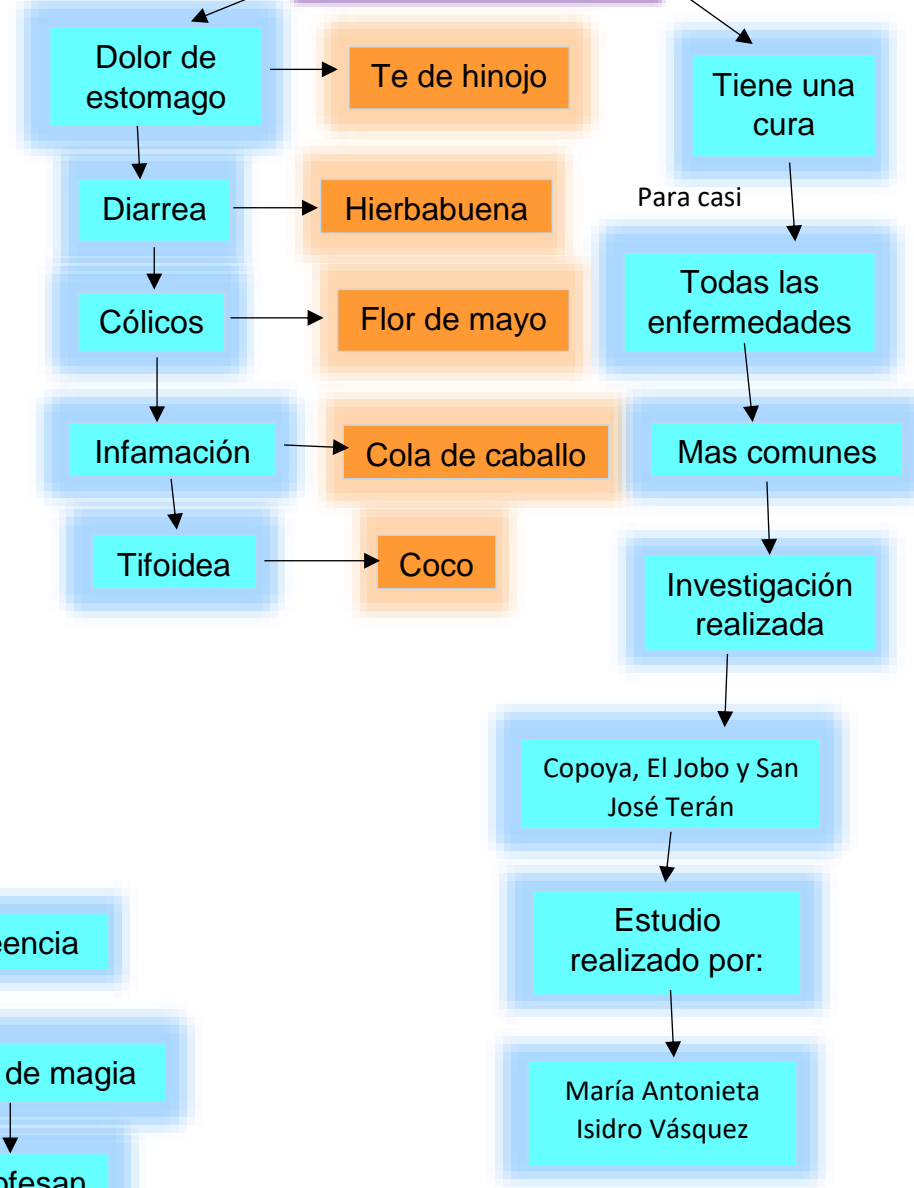 Dolor de
estomago
Te de hinojo
Diarrea
Hierbabuena
Cólicos
Flor de mayo
Infamación
Cola de caballo
Tifoidea
Coco
Tiene una
cura
Para casi
Todas las
enfermedades
Mas comunes
Investigación
realizada
Copoya, El Jobo y San
José Terán
Estudio
realizado por:
María Antonieta
Isidro Vásquez
de magia